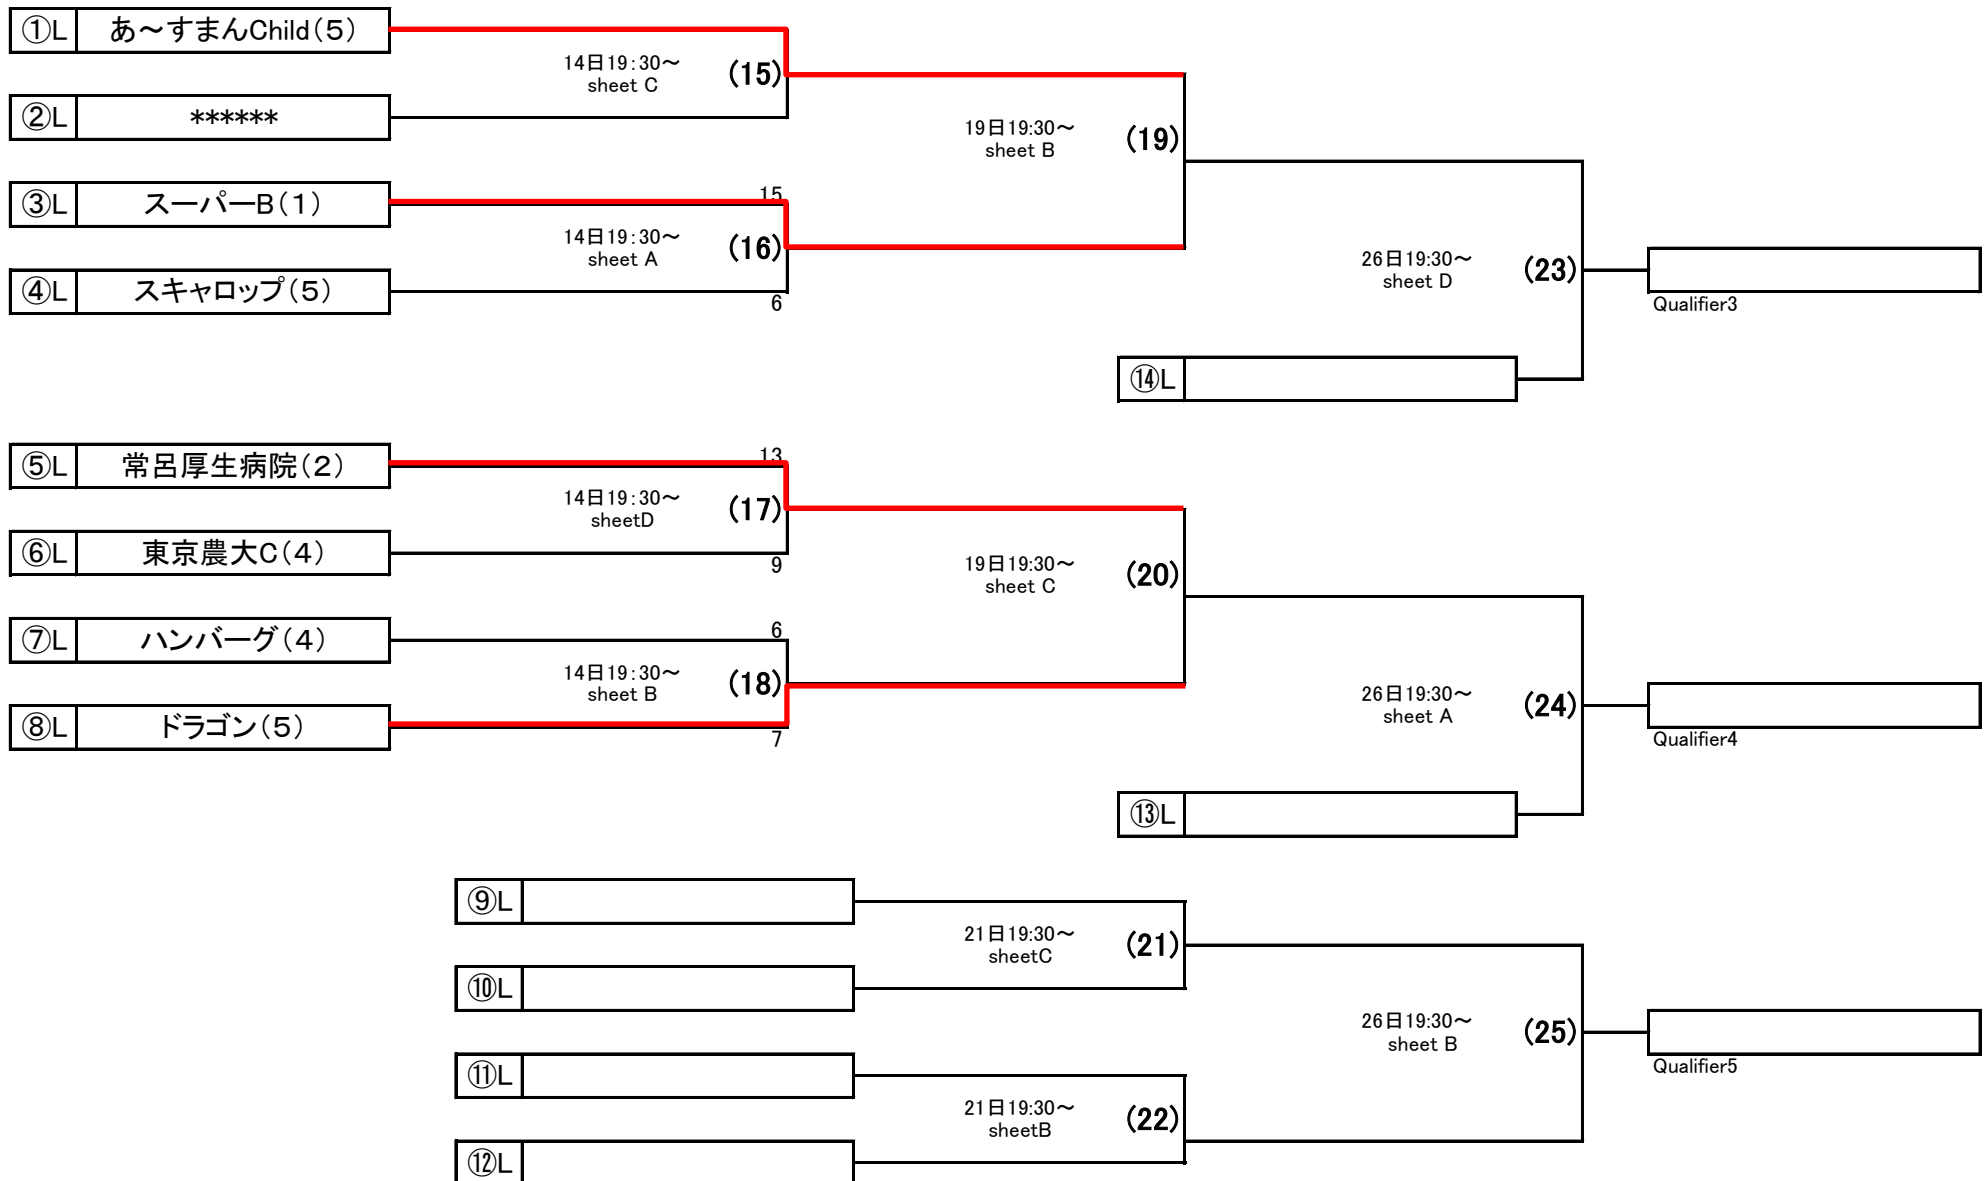 ①L あ～すまんChild（５）
14日19：30～
sheet C
(15)
②L ******
19日19:30～
sheet B
(19)
③L スーパーB（１）
15
14日19：30～
sheet A
(16)
④L スキャロップ（５）
6
26日19:30～
sheet D
(23)
Qualifier3
⑭L
⑤L 常呂厚生病院（２）
13
14日19：30～
sheetD
(17)
⑥L 東京農大C（４）
9
19日19:30～
sheet C
(20)
⑦L ハンバーグ（４）
6
14日19：30～
sheet B
(18)
⑧L ドラゴン（５）
7
26日19:30～
sheet A
(24)
Qualifier4
⑬L
⑨L
21日19:30～
sheetC
(21)
⑩L
26日19:30～
sheet B
(25)
Qualifier5
⑪L
21日19:30～
sheetB
(22)
⑫L